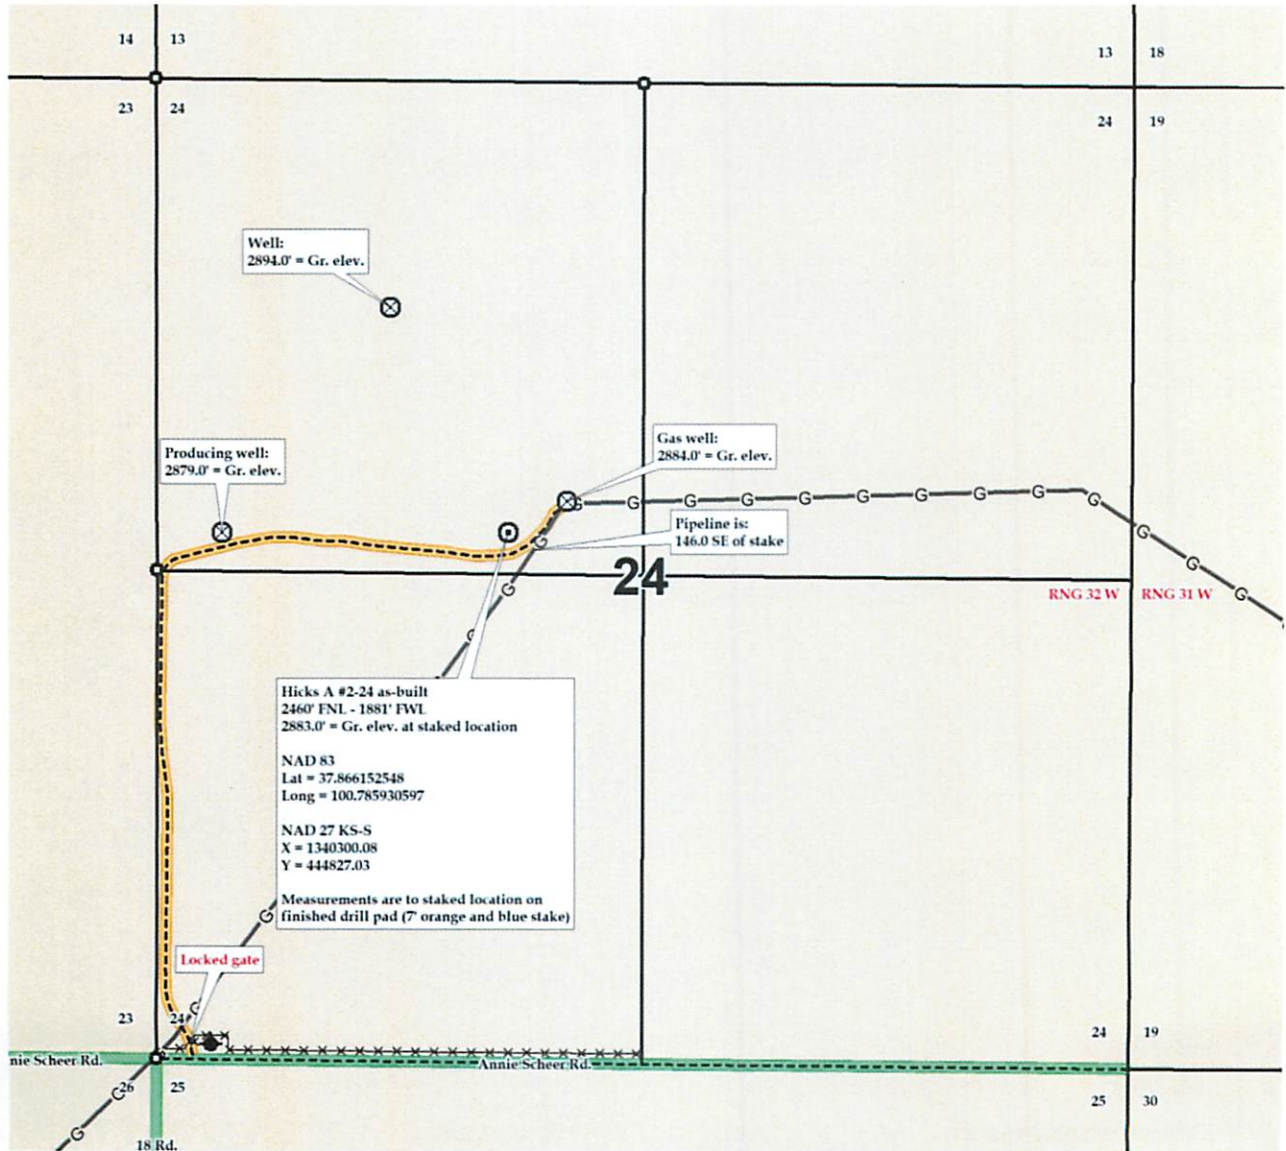 14 13
13 18
23 24
24 19
Well:
2894.0' = Gr. elev.
Producing well:
2879.0' = Gr. elev.
Gas well:
2884.0' = Gr. elev.
G G G G G G G G G G
Pipeline is:
146.0 SE of stake
G
G
G
G
G
24
RNG 32 W RNG 31 W
G
G
Hicks A #2-24 as-built
2460' FNL - 1881' FWL
2883.0' = Gr. elev. at staked location
NAD 83
Lat = 37.866152548
Long = 100.785930597
NAD 27 KS-S
X = 1340300.08
Y = 444827.03
Measurements are to staked location on
finished drill pad (7' orange and blue stake)
G
Locked gate
G
23 24
24 19
nie Scheer Rd.
Annie Scheer Rd.
26 25
25 30
G
G
18 Rd.